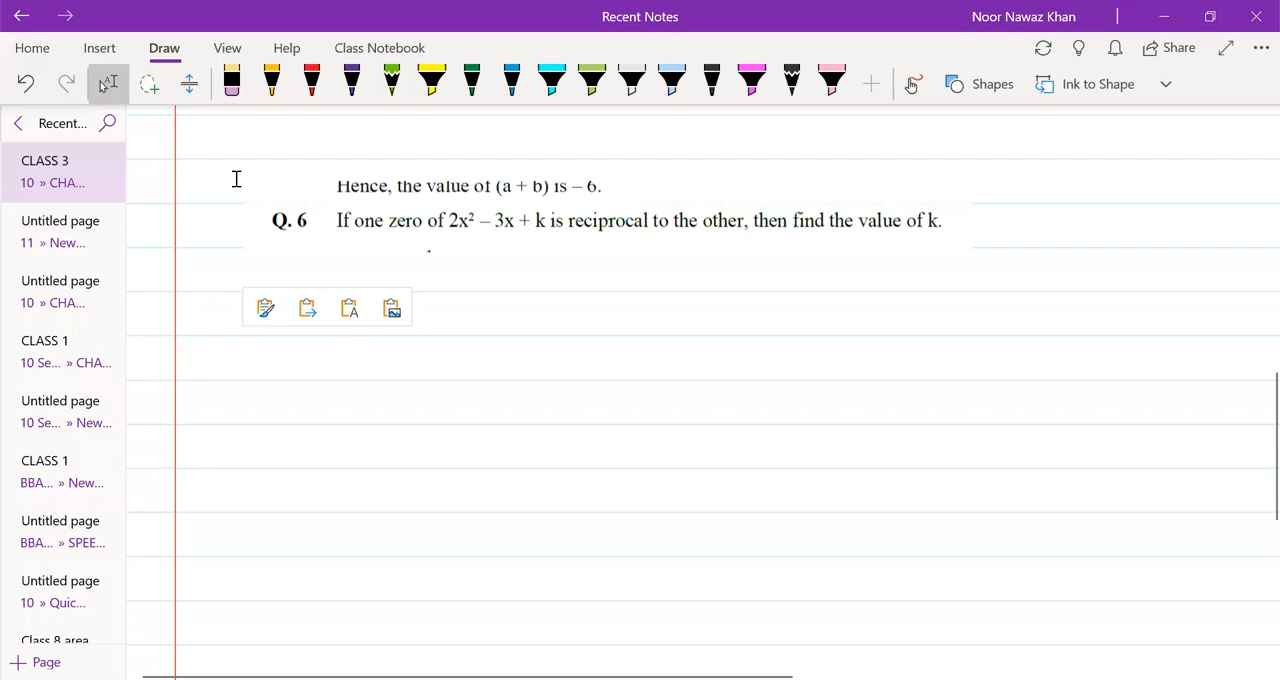 Recent Notes
Noor Nawaz Khan
Home Insert Draw View Help Class Notebook
Share
Shapes
Ink to Shape
Recent...
CLASS 3
10 » CHA...
Untitled page
11 » New...
Untitled page
10 » CHA...
CLASS 1
10 Se... » CHA...
Untitled page
10 Se... » New...
CLASS 1
BBA... » New...
Untitled page
BBA... » SPEE...
Untitled page
10 » Quic...
Class 8 area
Page
Hence, the value of (a + b) is – 6.
Q. 6 If one zero of 2x² – 3x + k is reciprocal to the other, then find the value of k.